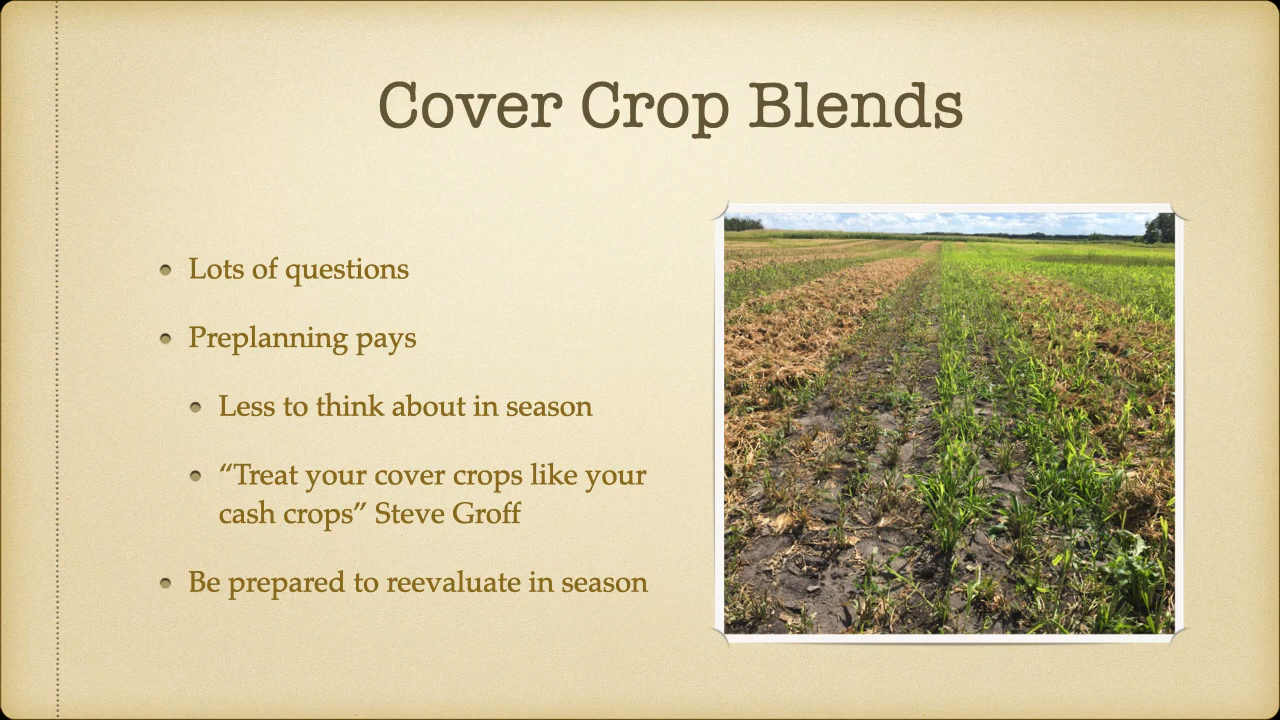 Cover Crop Blends
Lots of questions
Preplanning pays
Less to think about in season
“Treat your cover crops like your
cash crops” Steve Groff
Be prepared to reevaluate in season